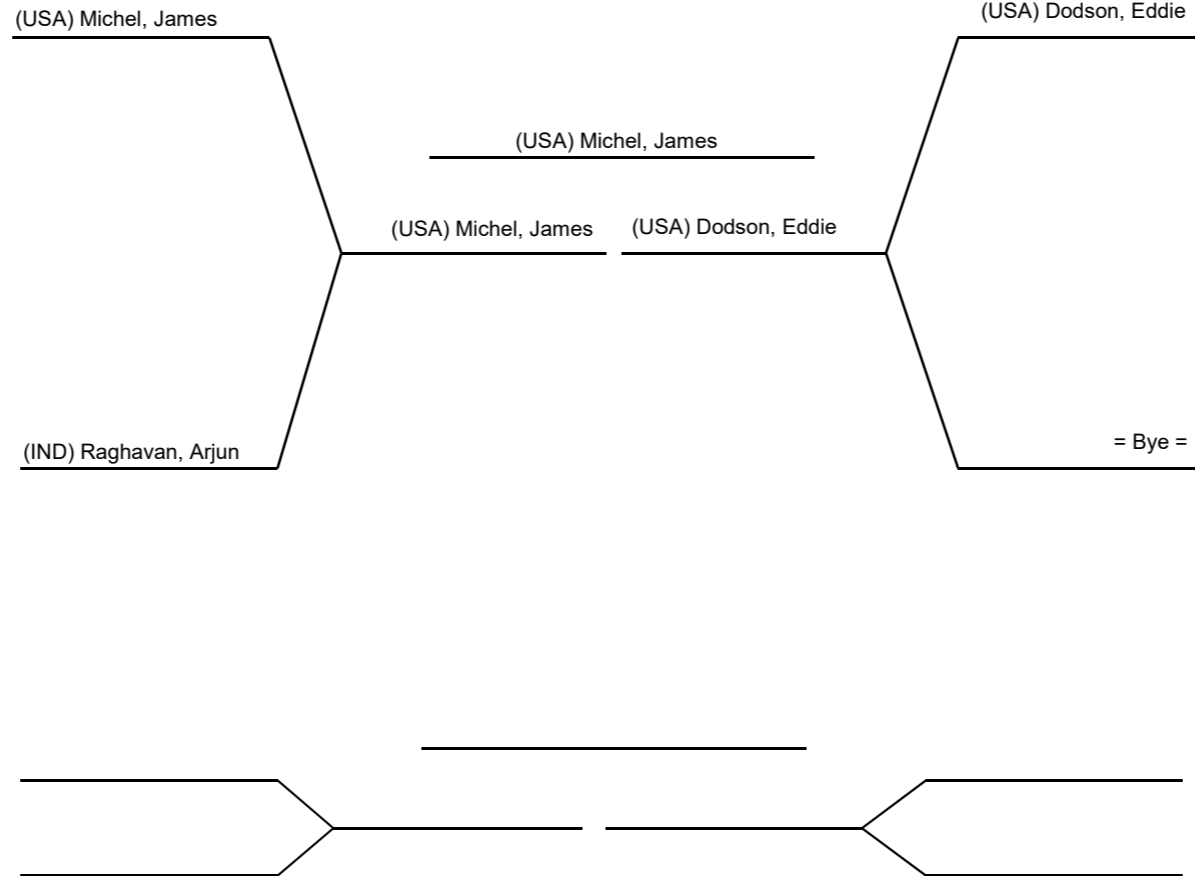 (USA) Michel, James
(USA) Dodson, Eddie
(USA) Michel, James
(USA) Michel, James
(USA) Dodson, Eddie
(IND) Raghavan, Arjun
= Bye =